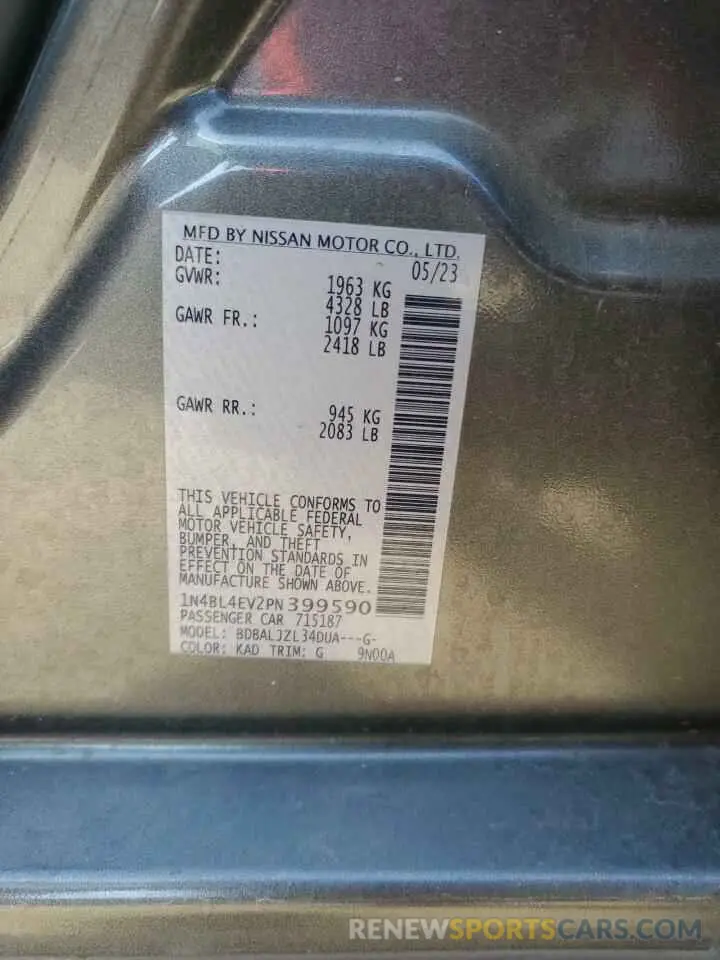 MFD BY NISSAN MOTOR CO., LTD.
DATE: 05/23
GVWR: 1963 KG
4328 LB
GAWR FR.: 1097 KG
2418 LB
GAWR RR.: 945 KG
2083 LB
THIS VEHICLE CONFORMS TO
ALL APPLICABLE FEDERAL
MOTOR VEHICLE SAFETY,
BUMPER, AND THEFT
PREVENTION STANDARDS IN
EFFECT ON THE DATE OF
MANUFACTURE SHOWN ABOVE.
1N4BL4EV2PN399590
PASSENGER CAR 715187
MODEL: BDBALJZL34DUA---G-
COLOR: KAD TRIM: G 9N00A
RENEWSPORTSCARS.COM